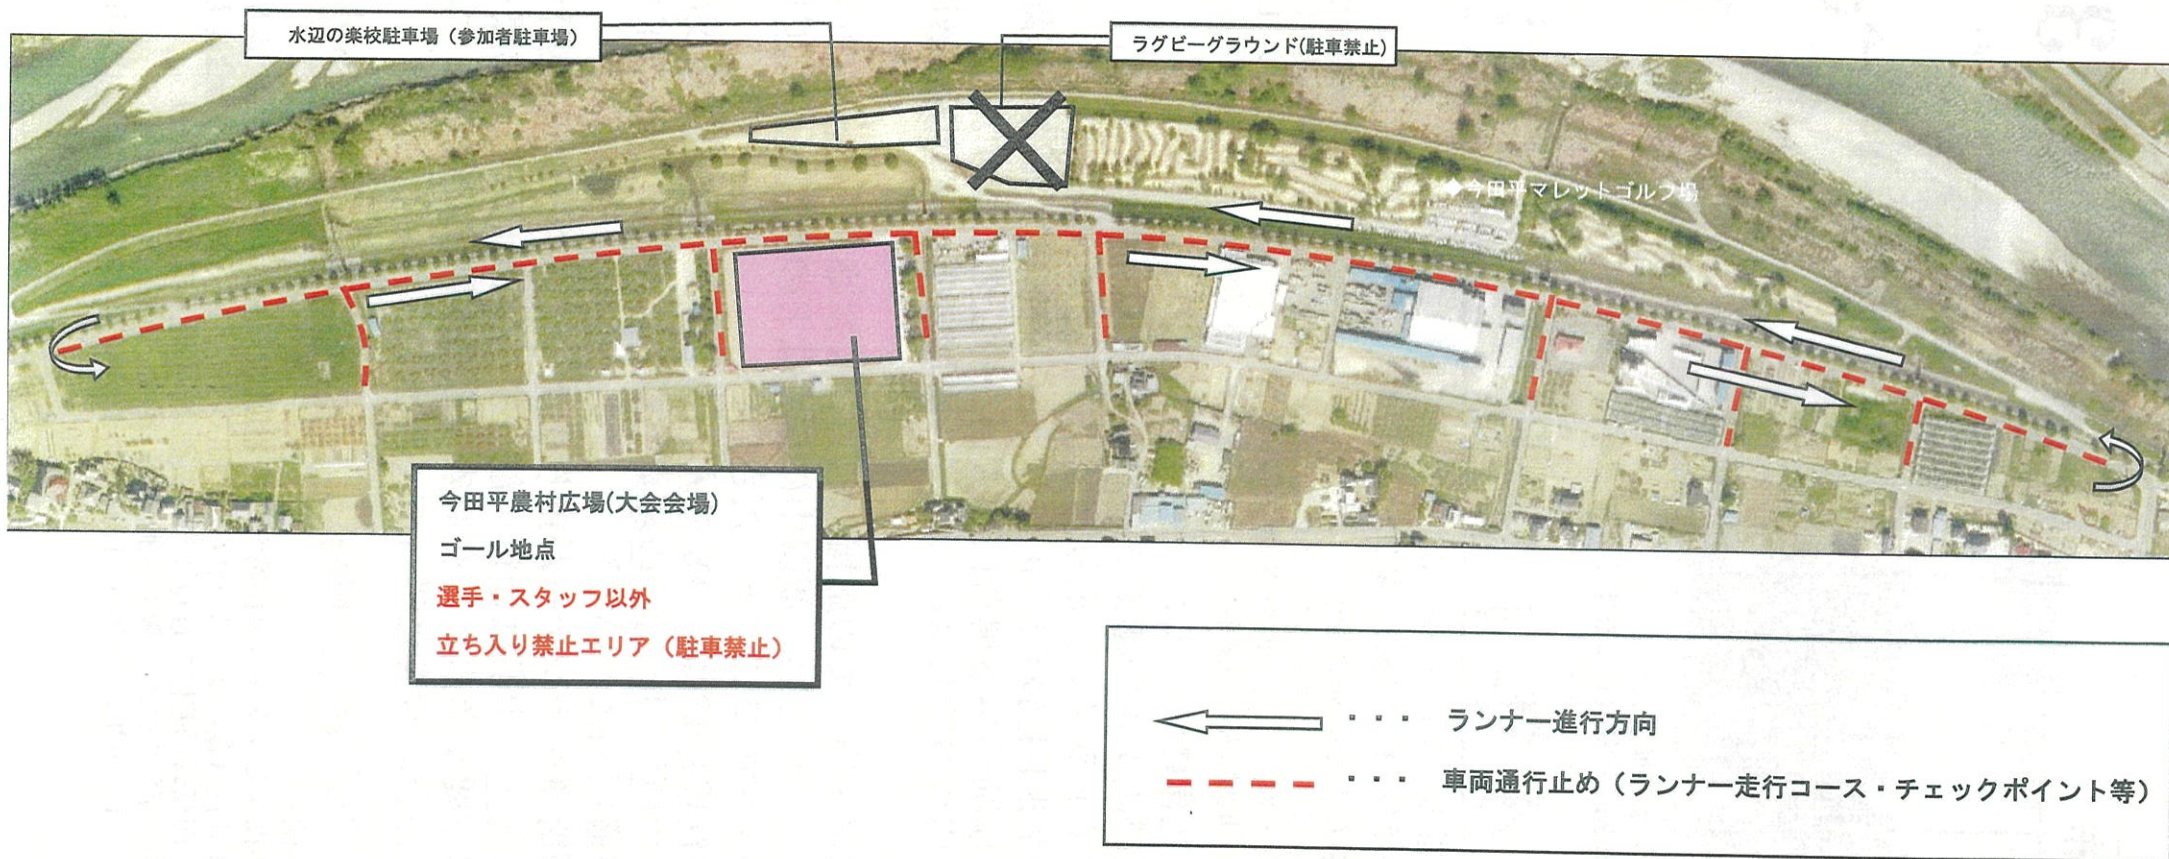 水辺の楽校駐車場（参加者駐車場）
ラグビーグラウンド(駐車禁止)
◆今田平マレットゴルフ場
今田平農村広場(大会会場)
ゴール地点
選手・スタッフ以外
立ち入り禁止エリア（駐車禁止）
・・・ ランナー進行方向
・・・ 車両通行止め（ランナー走行コース・チェックポイント等）